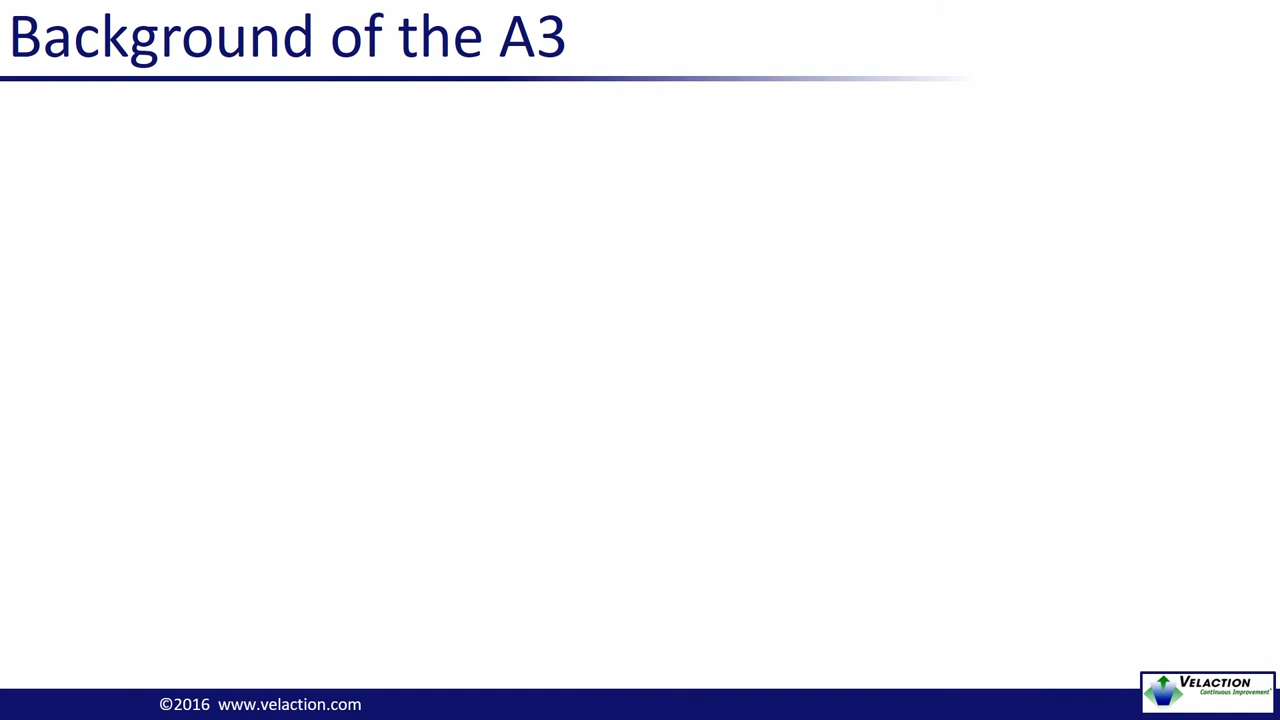 Background of the A3
©2016 www.velaction.com
VELACTION
Continuous Improvement